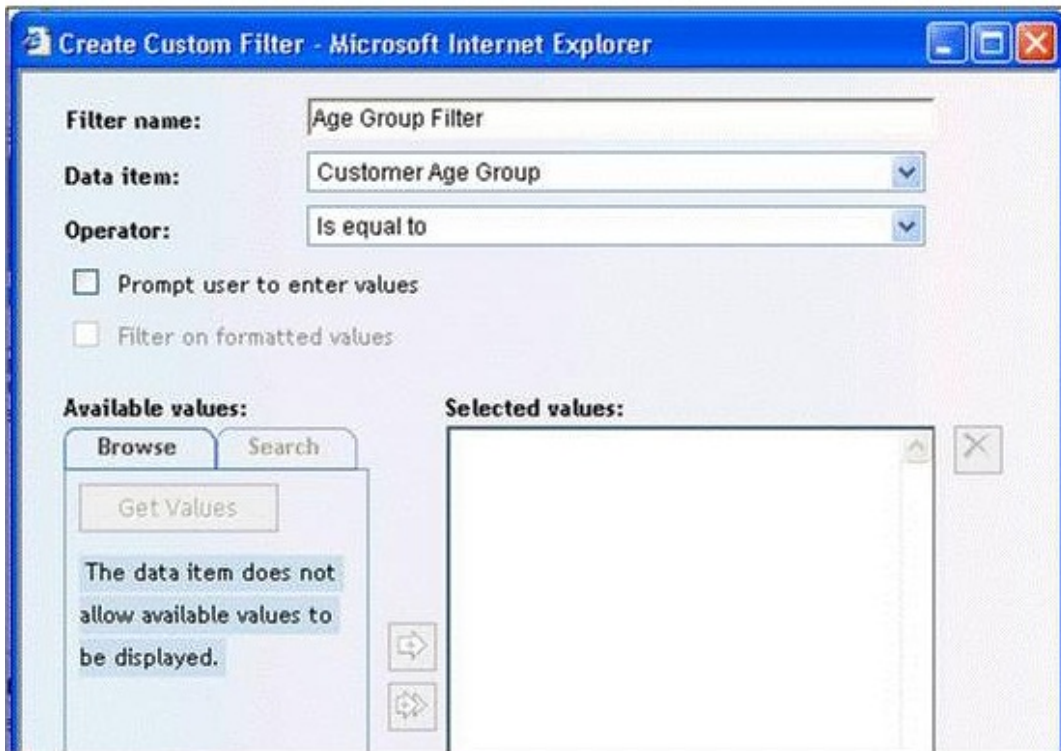 Create Custom Filter - Microsoft Internet Explorer
Filter name:
Age Group Filter
Data item:
Customer Age Group
Operator:
Is equal to
Prompt user to enter values
Filter on formatted values
Available values:
Selected values:
Browse
Search
Get Values
The data item does not
allow available values to
be displayed.